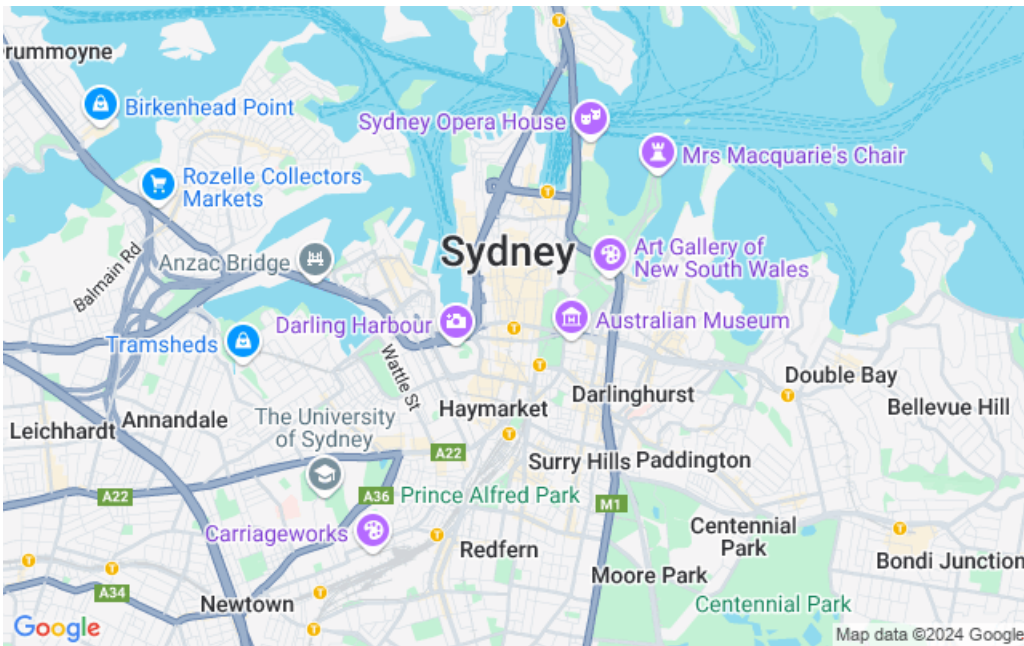 rummoyne
Birkenhead Point
Sydney Opera House
Mrs Macquarie's Chair
Rozelle Collectors
Markets
Balmain Rd
Anzac Bridge
Sydney
Art Gallery of
New South Wales
Darling Harbour
Australian Museum
Tramsheds
Wattle St
Double Bay
Darlinghurst
Bellevue Hill
Haymarket
Annandale
The University
of Sydney
Leichhardt
A22
Surry Hills
Paddington
A22
A36
Prince Alfred Park
M1
Carriageworks
Centennial
Park
Redfern
Bondi Junction
Moore Park
A34
Newtown
Centennial Park
Google
Map data ©2024 Google